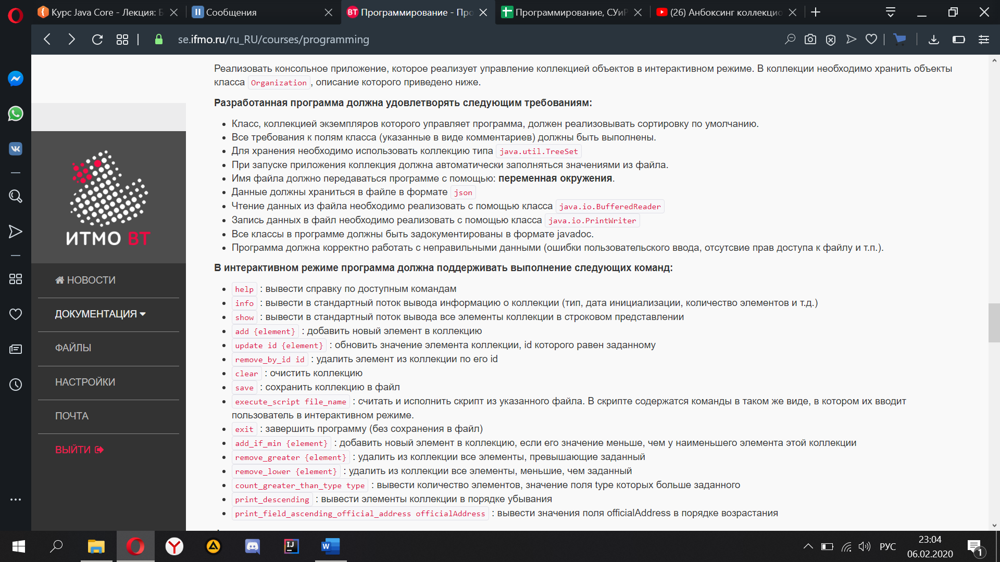 Курс Java Core - Лекция: Б
Сообщения
Программирование - Про
Программирование, СУиР
(26) Анбоксинг коллекцио
se.ifmo.ru/ru_RU/courses/programming
Реализовать консольное приложение, которое реализует управление коллекцией объектов в интерактивном режиме. В коллекции необходимо хранить объекты
класса Organization, описание которого приведено ниже.
Разработанная программа должна удовлетворять следующим требованиям:
Класс, коллекцией экземпляров которого управляет программа, должен реализовывать сортировку по умолчанию.
Все требования к полям класса (указанные в виде комментариев) должны быть выполнены.
Для хранения необходимо использовать коллекцию типа java.util.TreeSet
При запуске приложения коллекция должна автоматически заполняться значениями из файла.
Имя файла должно передаваться программе с помощью: переменная окружения.
Данные должны храниться в файле в формате json
Чтение данных из файла необходимо реализовать с помощью класса java.io.BufferedReader
Запись данных в файл необходимо реализовать с помощью класса java.io.PrintWriter
Все классы в программе должны быть задокументированы в формате javadoc.
Программа должна корректно работать с неправильными данными (ошибки пользовательского ввода, отсутсвие прав доступа к файлу и т.п.).
В интерактивном режиме программа должна поддерживать выполнение следующих команд:
help : вывести справку по доступным командам
info : вывести в стандартный поток вывода информацию о коллекции (тип, дата инициализации, количество элементов и т.д.)
show : вывести в стандартный поток вывода все элементы коллекции в строковом представлении
add {element} : добавить новый элемент в коллекцию
update id {element} : обновить значение элемента коллекции, id которого равен заданному
remove_by_id id : удалить элемент из коллекции по его id
clear : очистить коллекцию
save : сохранить коллекцию в файл
execute_script file_name : считать и исполнить скрипт из указанного файла. В скрипте содержатся команды в таком же виде, в котором их вводит
пользователь в интерактивном режиме.
exit : завершить программу (без сохранения в файл)
add_if_min {element} : добавить новый элемент в коллекцию, если его значение меньше, чем у наименьшего элемента этой коллекции
remove_greater {element} : удалить из коллекции все элементы, превышающие заданный
remove_lower {element} : удалить из коллекции все элементы, меньшие, чем заданный
count_greater_than_type type : вывести количество элементов, значение поля type которых больше заданного
print_descending : вывести элементы коллекции в порядке убывания
print_field_ascending_official_address officialAddress : вывести значения поля officialAddress в порядке возрастания
ИТМО ВТ
НОВОСТИ
ДОКУМЕНТАЦИЯ
ФАЙЛЫ
НАСТРОЙКИ
ПОЧТА
ВЫЙТИ
РУС
23:04
06.02.2020
1